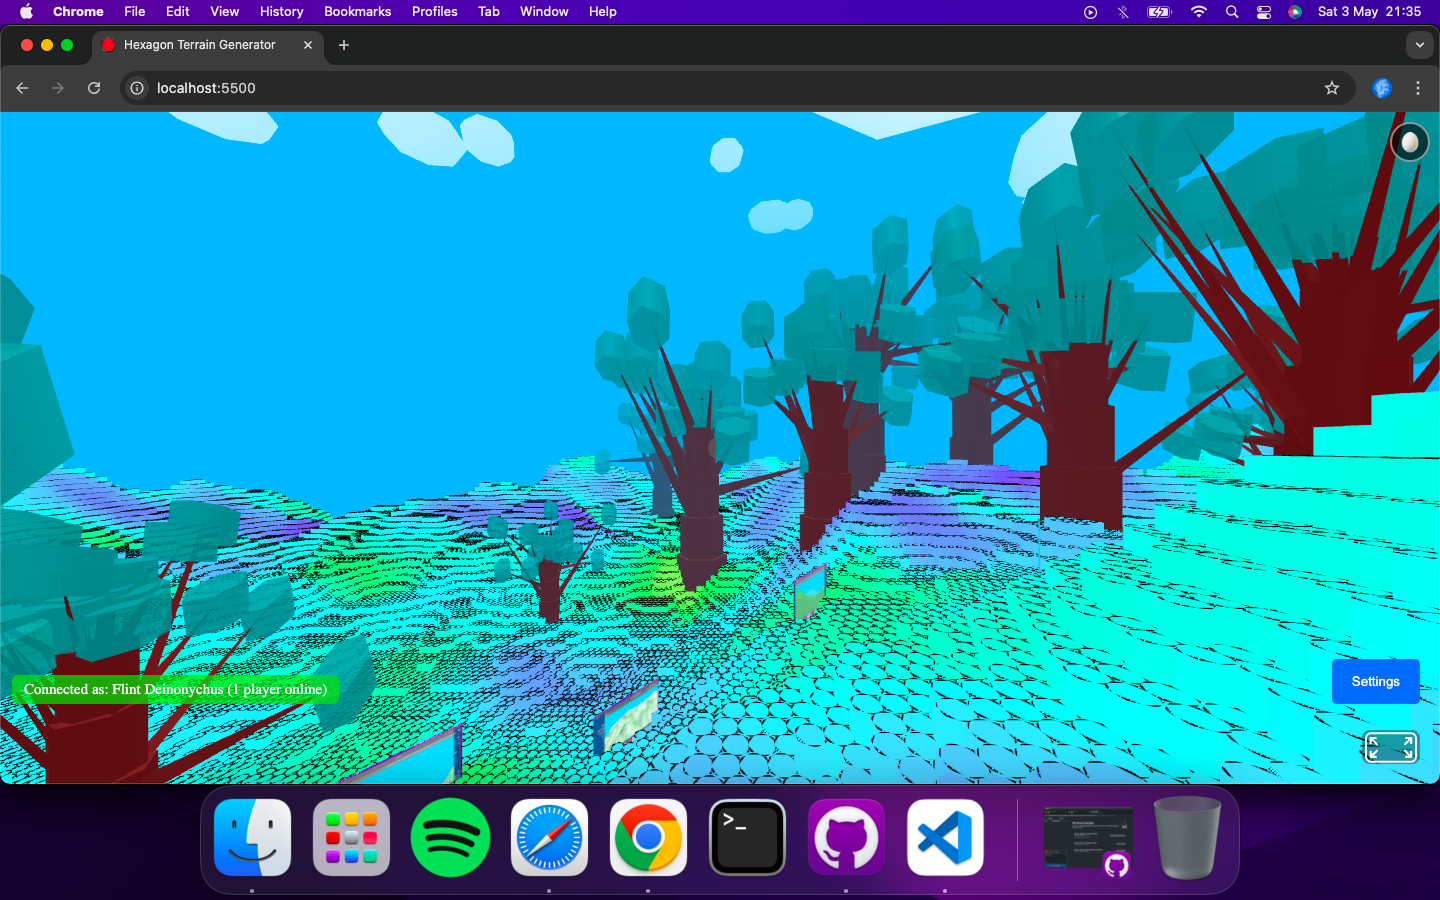 Chrome File Edit View History Bookmarks Profiles Tab Window Help Sat 3 May 21:35
Hexagon Terrain Generator
localhost:5500
Connected as: Flint Deinonychus (1 player online)
Settings
>_